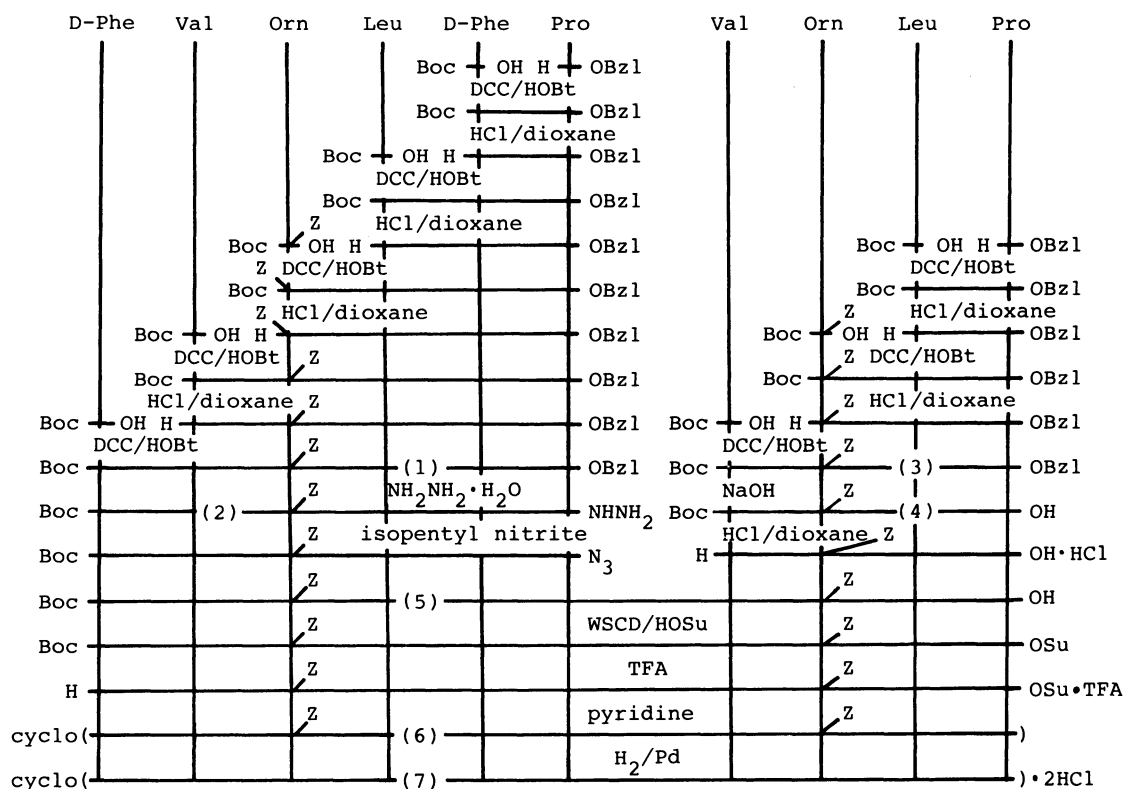 D-Phe Val Orn Leu D-Phe Pro Val Orn Leu Pro
Boc OH H OBzl
DCC/HOBt
Boc OBzl
HCl/dioxane
Boc OH H OBzl
DCC/HOBt
Boc OBzl
Z HCl/dioxane
Boc OH H OBzl Boc OH H OBzl
Z DCC/HOBt DCC/HOBt
Boc OBzl Boc OBzl
Z HCl/dioxane Z HCl/dioxane
Boc OH H OBzl Boc OH H OBzl
DCC/HOBt Z Z DCC/HOBt
Boc OBzl Boc OBzl
HCl/dioxane Z Z HCl/dioxane
Boc OH H OBzl Boc OH H OBzl
DCC/HOBt Z DCC/HOBt Z
Boc (1) OBzl Boc (3) OBzl
Z NH2NH2·H2O NaOH Z
Boc (2) NHNH2 Boc (4) OH
Z isopentyl nitrite HCl/dioxane Z
Boc N3 H OH·HCl
Z Z
Boc (5) OH
Z WSCD/HOSu Z
Boc OSu
Z TFA Z
H OSu·TFA
Z pyridine Z
cyclo( (6) )
H2/Pd
cyclo( (7) )·2HCl